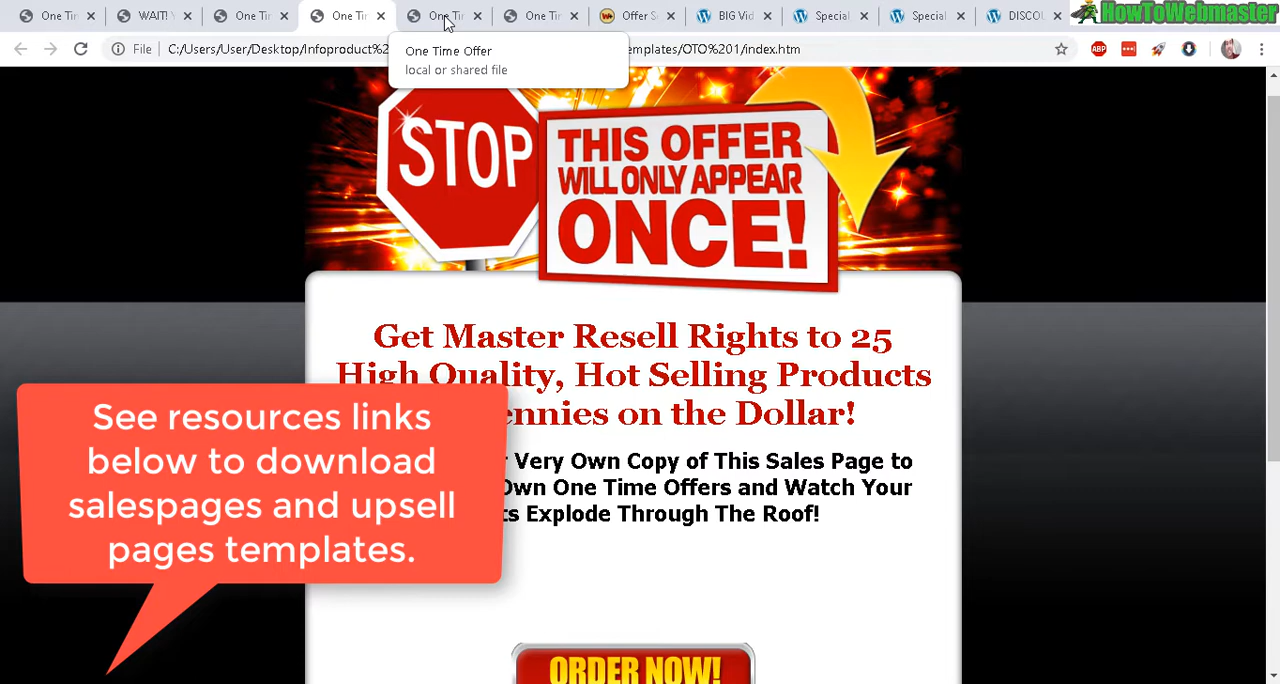 One Tir
WAIT! Y
One Tir
One Tir
One Tir
One Tir
Offer S
BIG Vid
Special
Special
DISCOU
HowToWebmaster
File
C:/Users/User/Desktop/Infoproduct%2
emplates/OTO%201/index.htm
ABP
One Time Offer
local or shared file
STOP
THIS OFFER
WILL ONLY APPEAR
ONCE!
Get Master Resell Rights to 25
High Quality, Hot Selling Products
ennies on the Dollar!
Very Own Copy of This Sales Page to
Own One Time Offers and Watch Your
ts Explode Through The Roof!
See resources links
below to download
salespages and upsell
pages templates.
ORDER NOW!